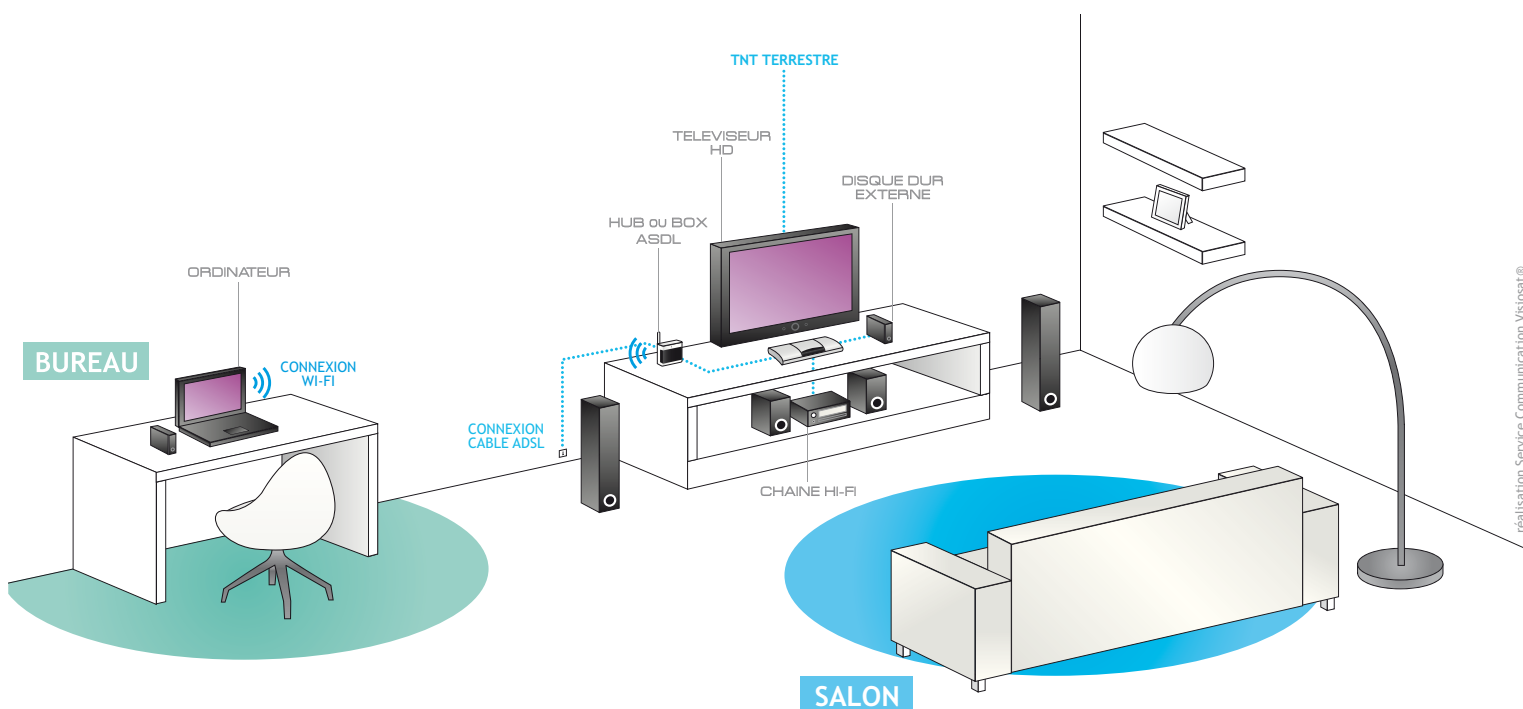 TNT TERRESTRE
TELEVISEUR
HD
DISQUE DUR
EXTERNE
HUB ou BOX
ASDL
ORDINATEUR
BUREAU
CONNEXION
WI-FI
CONNEXION
CABLE ADSL
CHAINE HI-FI
SALON
réalisation Service Communication Visiosat®